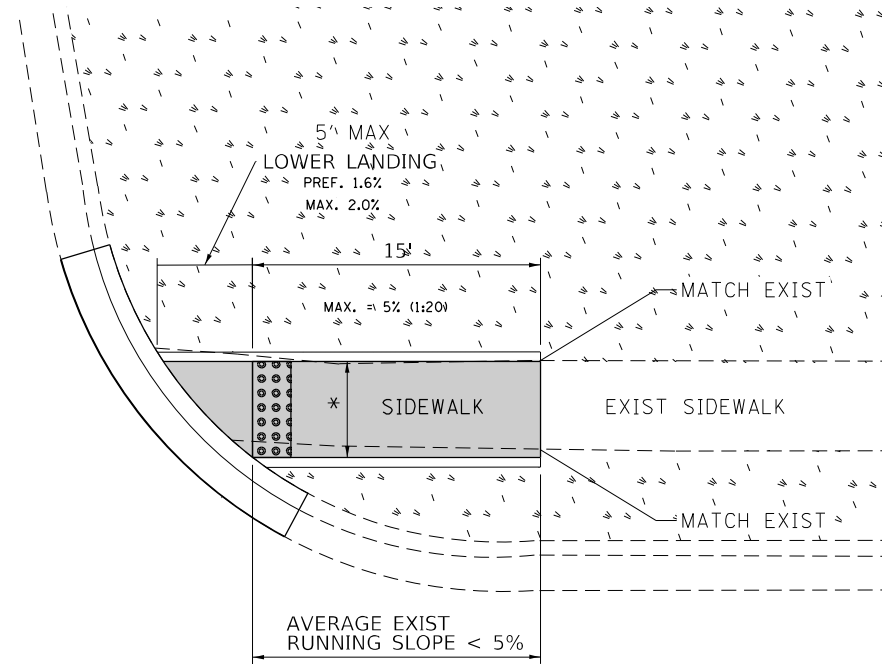 5' MAX
LOWER LANDING
PREF. 1.6%
MAX. 2.0%
15'
MAX. = 5% (1:20)
MATCH EXIST
*
SIDEWALK
EXIST SIDEWALK
MATCH EXIST
AVERAGE EXIST
RUNNING SLOPE < 5%